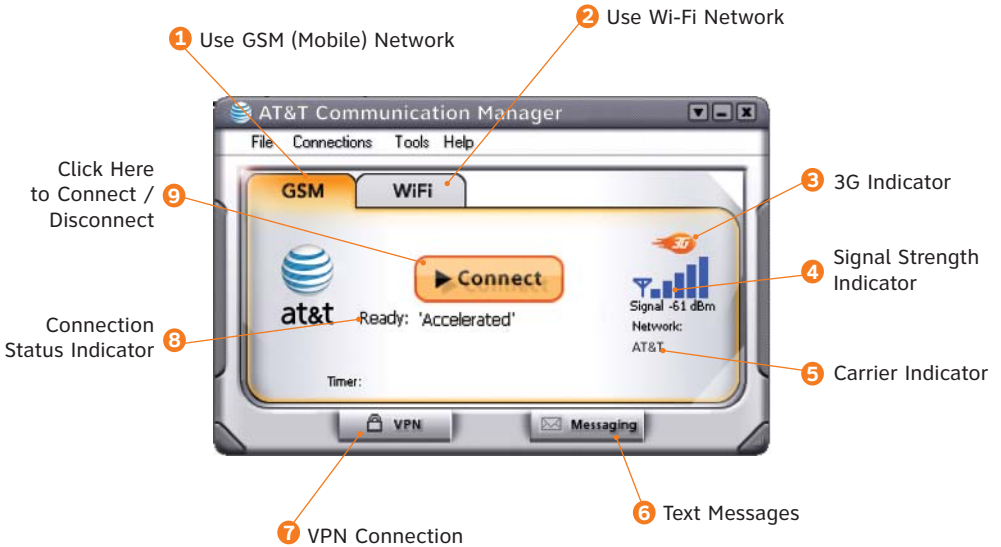 2 Use Wi-Fi Network
1 Use GSM (Mobile) Network
AT&T Communication Manager
File Connections Tools Help
Click Here
to Connect /
Disconnect
9
GSM WiFi
3 3G Indicator
3G
Connect
4 Signal Strength
Indicator
Signal -61 dBm
at&t
Ready: 'Accelerated'
Network:
AT&T
Connection
Status Indicator
8
5 Carrier Indicator
Timer:
VPN Messaging
6 Text Messages
7 VPN Connection